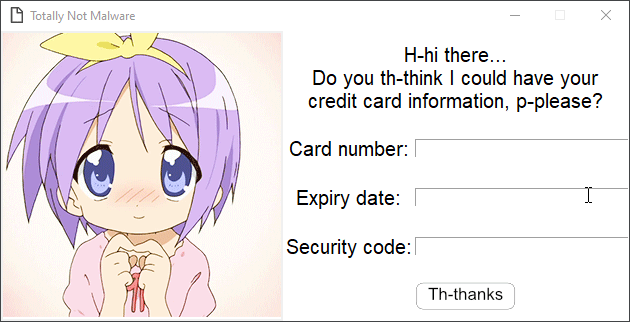 Totally Not Malware
H-hi there...
Do you th-think I could have your
credit card information, p-please?
Card number:
Expiry date:
Security code:
Th-thanks